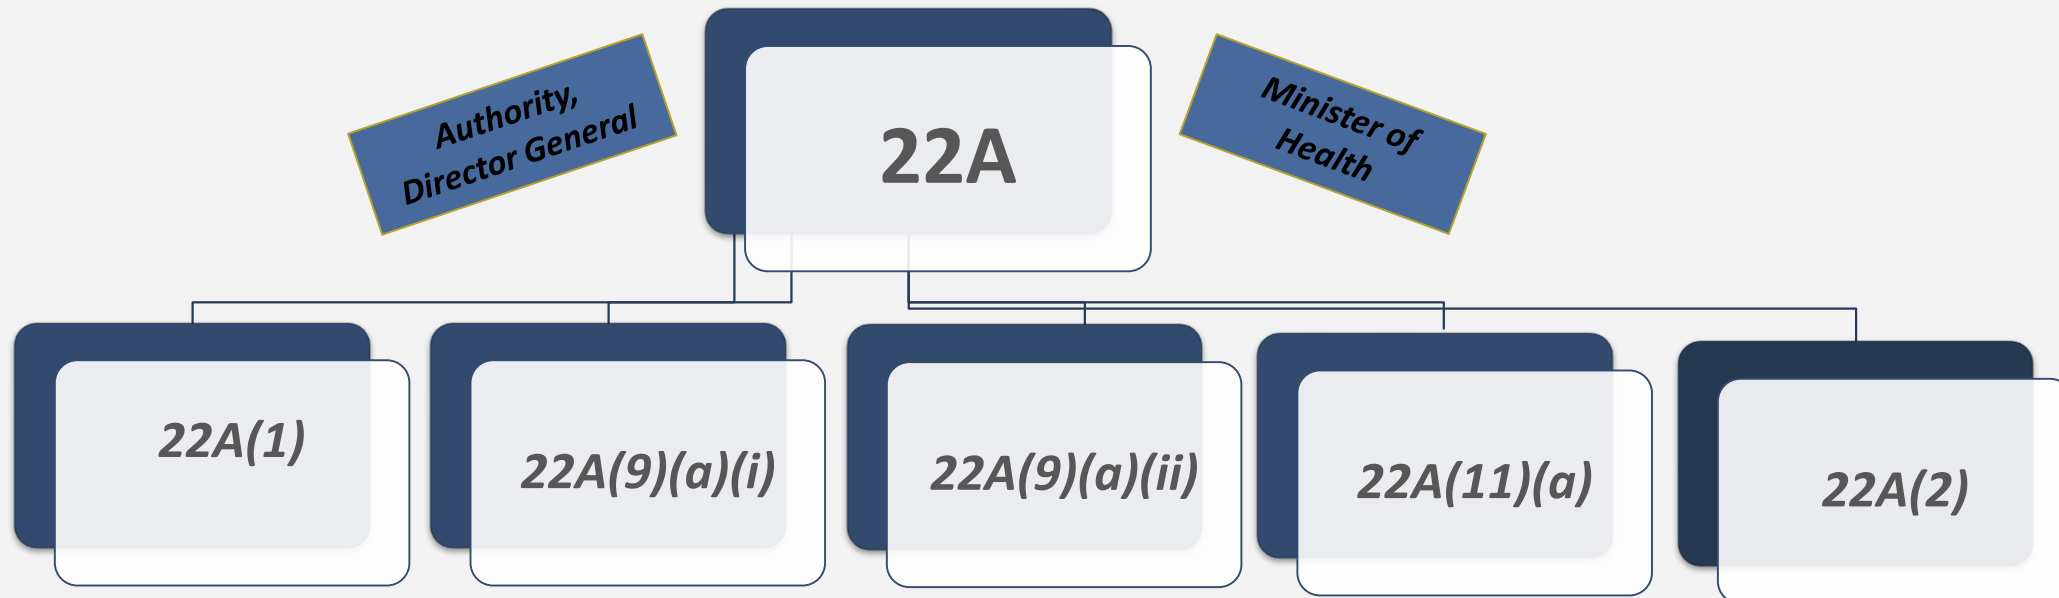 Authority,
Director General
22A
Minister of
Health
22A(1)
22A(9)(a)(i)
22A(9)(a)(ii)
22A(11)(a)
22A(2)